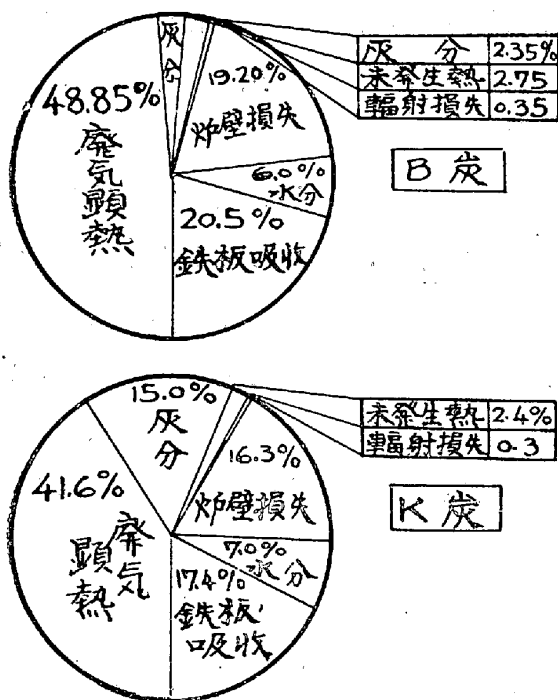 灰分
48.85%
廃気顕熱
19.20%
炉壁損失
6.0%
水分
20.5%
鉄板吸收
灰分 2.35%
未発生熱 2.75
輻射損失 0.35
B炭
15.0%
灰分
41.6%
廃気
顕熱
16.3%
炉壁損失
7.0%
水分
17.4%
鉄板
吸收
未発生熱 2.4%
輻射損失 0.3
K炭